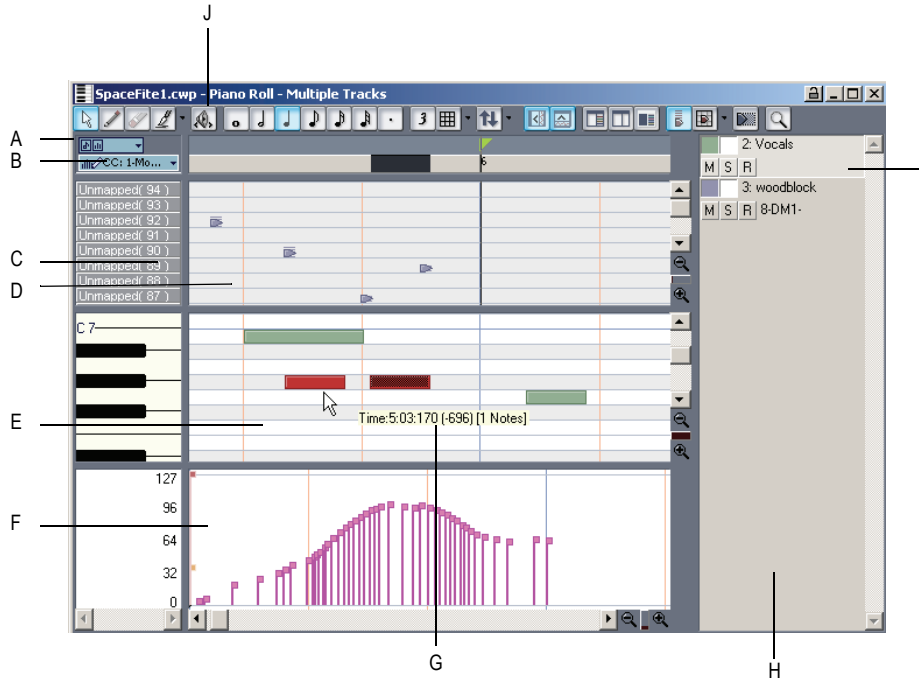 J
SpaceFite1.cwp - Piano Roll - Multiple Tracks
3
A
B
CC: 1-Mo...
6
2: Vocals
M S R
3: woodblock
M S R 8-DM1-
Unmapped( 94 )
Unmapped( 93 )
Unmapped( 92 )
Unmapped( 91 )
Unmapped( 90 )
Unmapped( 89 )
Unmapped( 88 )
Unmapped( 87 )
C
D
C 7
Time:5:03:170 (-696) [1 Notes]
E
127
96
F
64
32
0
G
H